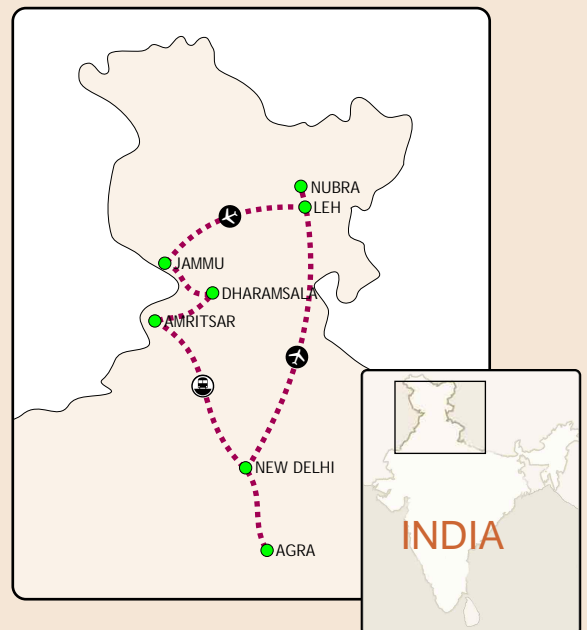 NUBRA
LEH
JAMMU
DHARAMSALA
AMRITSAR
NEW DELHI
INDIA
AGRA